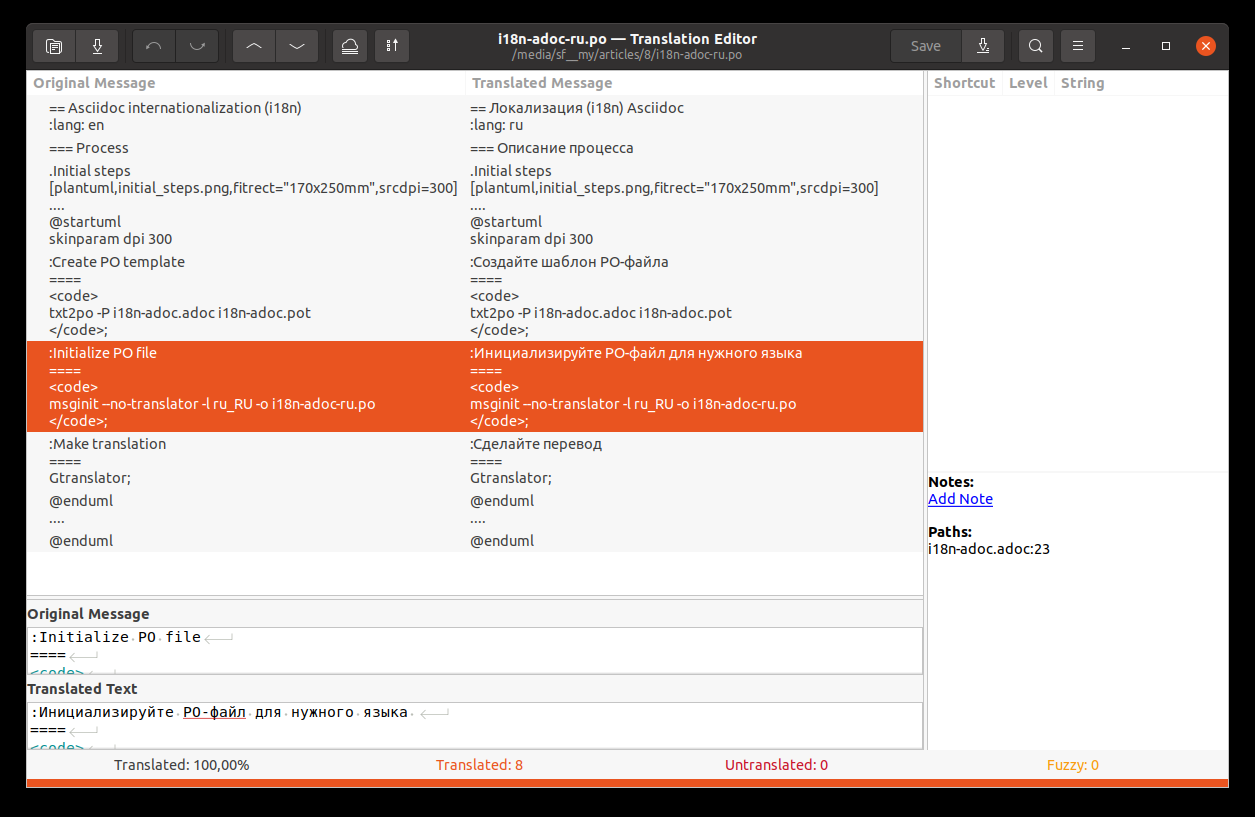 i18n-adoc-ru.po — Translation Editor
/media/sf__my/articles/8/i18n-adoc-ru.po
Save
Original Message
Translated Message
== Asciidoc internationalization (i18n)
:lang: en
== Локализация (i18n) Asciidoc
:lang: ru
=== Process
=== Описание процесса
.Initial steps
[plantuml,initial_steps.png,fitrect="170x250mm",srcdpi=300]
....
@startuml
skinparam dpi 300
.Initial steps
[plantuml,initial_steps.png,fitrect="170x250mm",srcdpi=300]
....
@startuml
skinparam dpi 300
:Create PO template
====
<code>
txt2po -P i18n-adoc.adoc i18n-adoc.pot
</code>;
:Создайте шаблон PO-файла
====
<code>
txt2po -P i18n-adoc.adoc i18n-adoc.pot
</code>;
:Initialize PO file
====
<code>
msginit --no-translator -l ru_RU -o i18n-adoc-ru.po
</code>;
:Инициализируйте PO-файл для нужного языка
====
<code>
msginit --no-translator -l ru_RU -o i18n-adoc-ru.po
</code>;
:Make translation
====
Gtranslator;
:Сделайте перевод
====
Gtranslator;
@enduml
....
@enduml
....
@enduml
@enduml
Shortcut
Level
String
Notes:
Add Note
Paths:
i18n-adoc.adoc:23
Original Message
:Initialize PO file
====
<code>
Translated Text
:Инициализируйте PO-файл для нужного языка
====
<code>
Translated: 100,00%
Translated: 8
Untranslated: 0
Fuzzy: 0